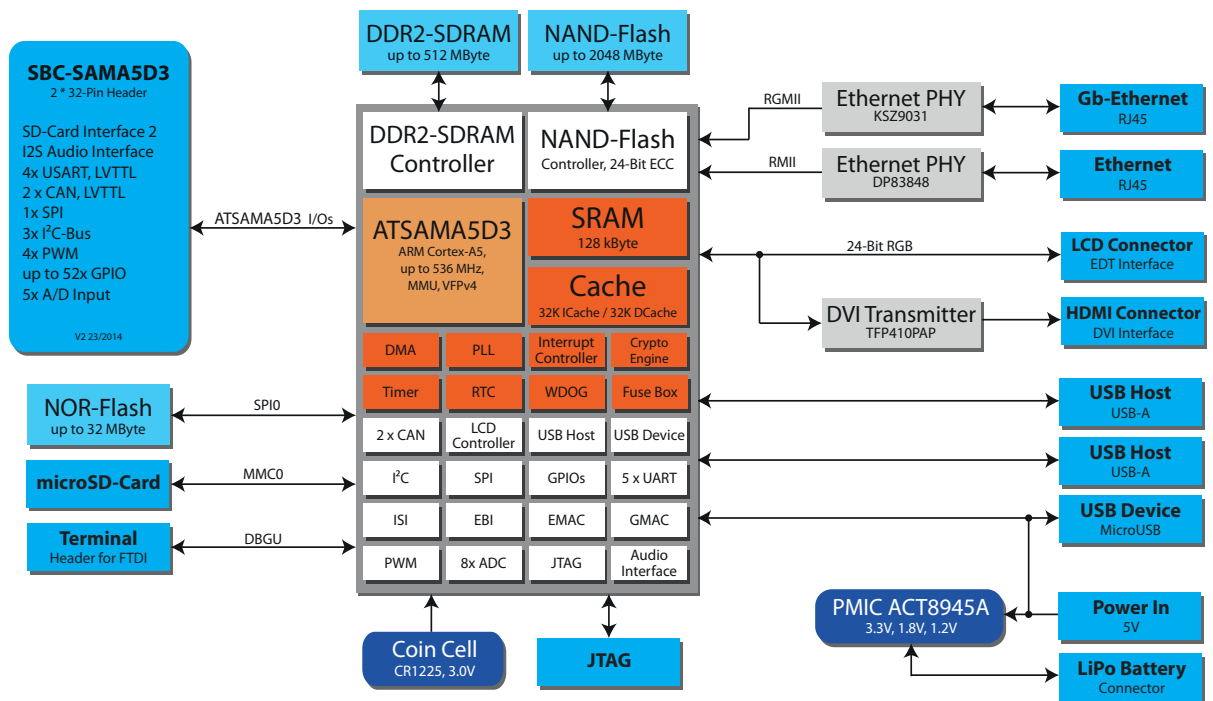 SBC-SAMA5D3
2 * 32-Pin Header
SD-Card Interface 2
I2S Audio Interface
4x USART, LVTTL
2 x CAN, LVTTL
1x SPI
3x I²C-Bus
4x PWM
up to 52x GPIO
5x A/D Input
V2 23/2014
ATSAMA5D3 I/Os
NOR-Flash
up to 32 MByte
SPI0
microSD-Card
MMC0
Terminal
Header for FTDI
DBGU
DDR2-SDRAM
up to 512 MByte
NAND-Flash
up to 2048 MByte
DDR2-SDRAM
Controller
NAND-Flash
Controller, 24-Bit ECC
ATSAMA5D3
ARM Cortex-A5,
up to 536 MHz,
MMU, VFPv4
SRAM
128 kByte
Cache
32K ICache / 32K DCache
DMA
PLL
Interrupt
Controller
Crypto
Engine
Timer
RTC
WDOG
Fuse Box
2 x CAN
LCD
Controller
USB Host
USB Device
I²C
SPI
GPIOs
5 x UART
ISI
EBI
EMAC
GMAC
PWM
8x ADC
JTAG
Audio
Interface
Coin Cell
CR1225, 3.0V
JTAG
RGMII
Ethernet PHY
KSZ9031
Gb-Ethernet
RJ45
RMII
Ethernet PHY
DP83848
Ethernet
RJ45
24-Bit RGB
LCD Connector
EDT Interface
DVI Transmitter
TFP410PAP
HDMI Connector
DVI Interface
USB Host
USB-A
USB Host
USB-A
USB Device
MicroUSB
PMIC ACT8945A
3.3V, 1.8V, 1.2V
Power In
5V
LiPo Battery
Connector